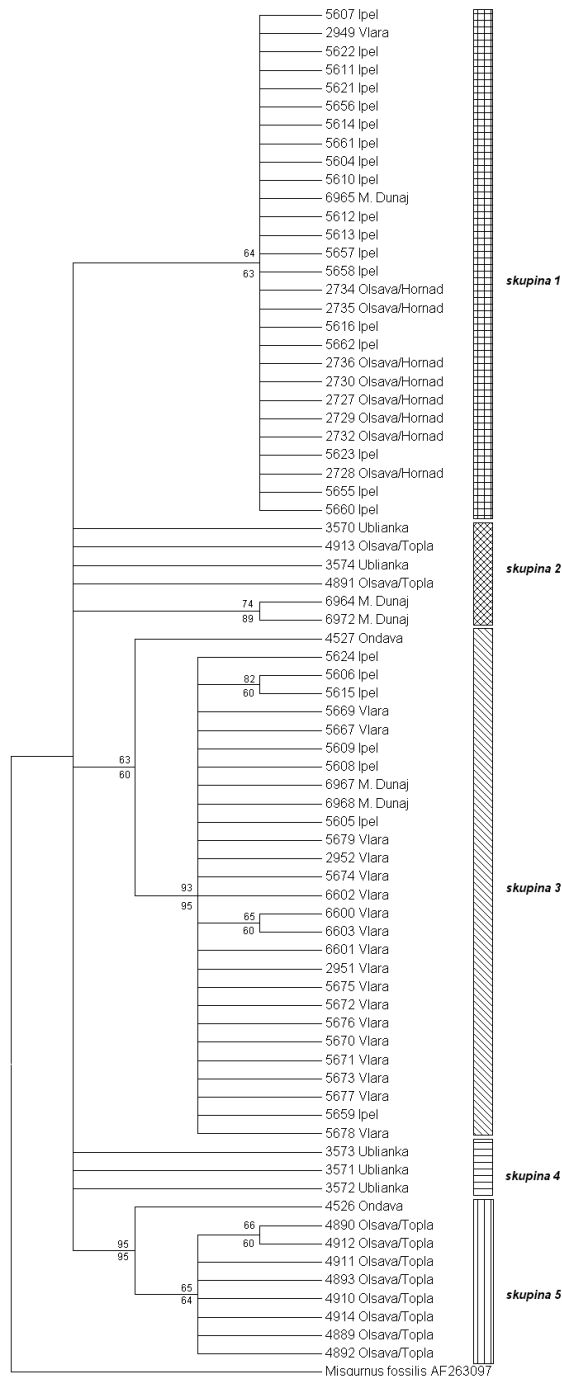 5607 Ipel
2949 Vlara
5622 Ipel
5611 Ipel
5621 Ipel
5656 Ipel
5614 Ipel
5661 Ipel
5604 Ipel
5610 Ipel
6965 M. Dunaj
5612 Ipel
5613 Ipel
64
5657 Ipel
63
5658 Ipel
skupina 1
2734 Olsava/Hornad
2735 Olsava/Hornad
5616 Ipel
5662 Ipel
2736 Olsava/Hornad
2730 Olsava/Hornad
2727 Olsava/Hornad
2729 Olsava/Hornad
2732 Olsava/Hornad
5623 Ipel
2728 Olsava/Hornad
5655 Ipel
5660 Ipel
3570 Ublianka
4913 Olsava/Topla
3574 Ublianka
skupina 2
4891 Olsava/Topla
74
6964 M. Dunaj
89
6972 M. Dunaj
4527 Ondava
5624 Ipel
82
5606 Ipel
60
5615 Ipel
5669 Vlara
5667 Vlara
5609 Ipel
63
5608 Ipel
60
6967 M. Dunaj
6968 M. Dunaj
5605 Ipel
5679 Vlara
2952 Vlara
5674 Vlara
93
6602 Vlara
95
skupina 3
65
6600 Vlara
60
6603 Vlara
6601 Vlara
2951 Vlara
5675 Vlara
5672 Vlara
5676 Vlara
5670 Vlara
5671 Vlara
5673 Vlara
5677 Vlara
5659 Ipel
5678 Vlara
3573 Ublianka
3571 Ublianka
skupina 4
3572 Ublianka
4526 Ondava
66
4890 Olsava/Topla
60
4912 Olsava/Topla
95
95
4911 Olsava/Topla
4893 Olsava/Topla
65
64
4910 Olsava/Topla
skupina 5
4914 Olsava/Topla
4889 Olsava/Topla
4892 Olsava/Topla
Misgurnus fossilis AF263097